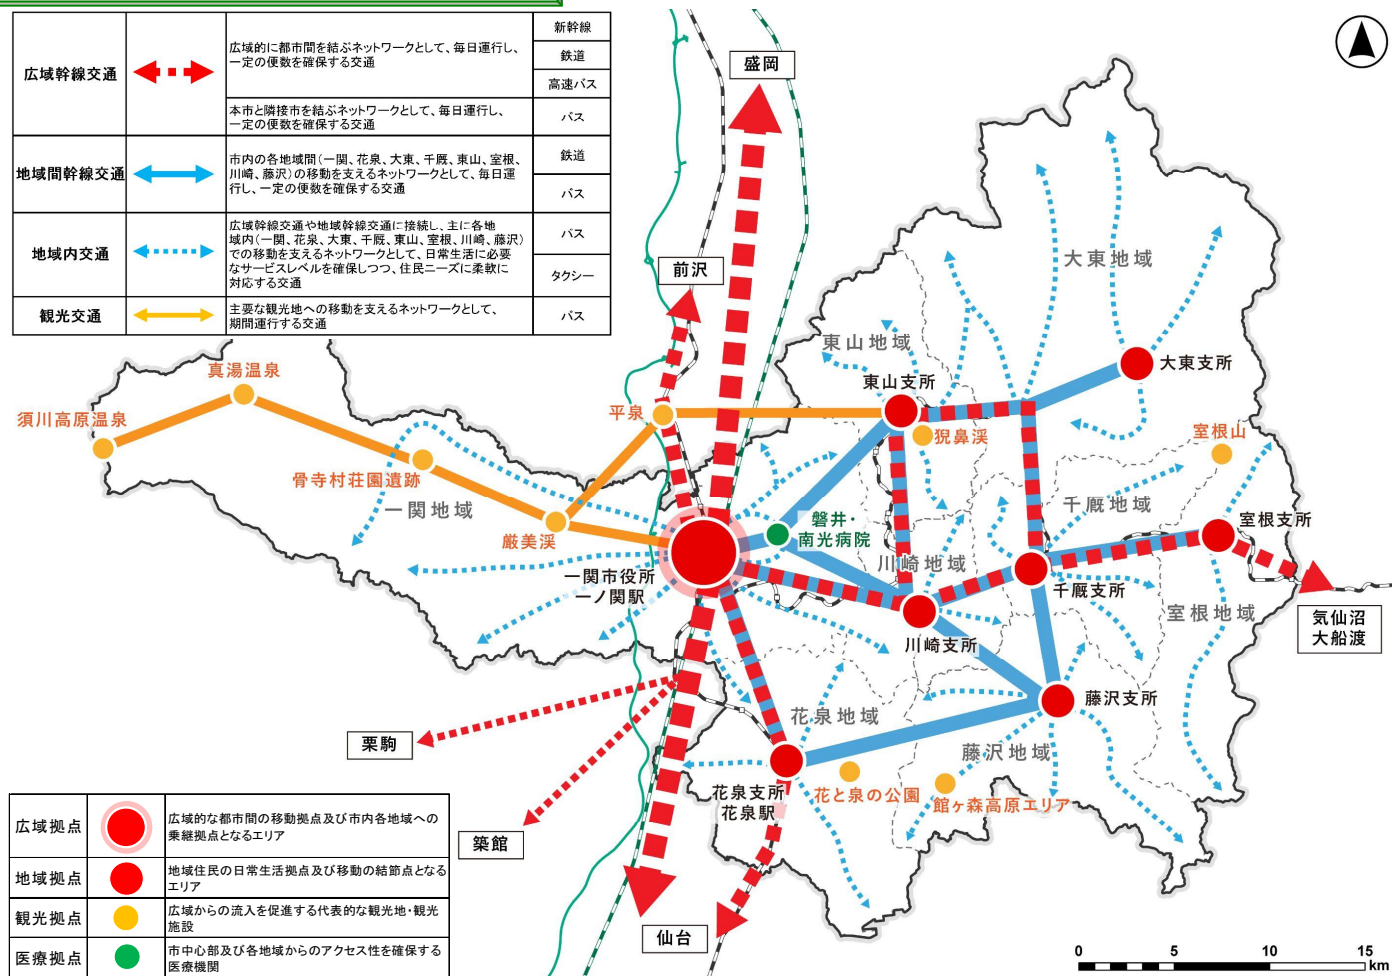 広域幹線交通
広域的に都市間を結ぶネットワークとして、毎日運行し、
一定の便数を確保する交通
新幹線
鉄道
高速バス
本市と隣接市を結ぶネットワークとして、毎日運行し、
一定の便数を確保する交通
バス
地域間幹線交通
市内の各地域間(一関、花泉、大東、千厩、東山、室根、
川崎、藤沢)の移動を支えるネットワークとして、毎日運
行し、一定の便数を確保する交通
鉄道
バス
地域内交通
広域幹線交通や地域幹線交通に接続し、主に各地
域内(一関、花泉、大東、千厩、東山、室根、川崎、藤沢)
での移動を支えるネットワークとして、日常生活に必要
なサービスレベルを確保しつつ、住民ニーズに柔軟に
対応する交通
バス
タクシー
観光交通
主要な観光地への移動を支えるネットワークとして、
期間運行する交通
バス
盛岡
前沢
大東地域
東山地域
東山支所
大東支所
真湯温泉
須川高原温泉
平泉
猊鼻渓
室根山
骨寺村荘園遺跡
一関地域
厳美渓
磐井・
南光病院
千厩地域
室根支所
川崎地域
一関市役所
一ノ関駅
千厩支所
室根地域
気仙沼
大船渡
川崎支所
藤沢支所
花泉地域
藤沢地域
栗駒
築館
花泉支所
花泉駅
花と泉の公園
館ヶ森高原エリア
仙台
広域拠点
広域的な都市間の移動拠点及び市内各地域への
乗継拠点となるエリア
地域拠点
地域住民の日常生活拠点及び移動の結節点となる
エリア
観光拠点
広域からの流入を促進する代表的な観光地・観光
施設
医療拠点
市中心部及び各地域からのアクセス性を確保する
医療機関
0 5 10 15
km